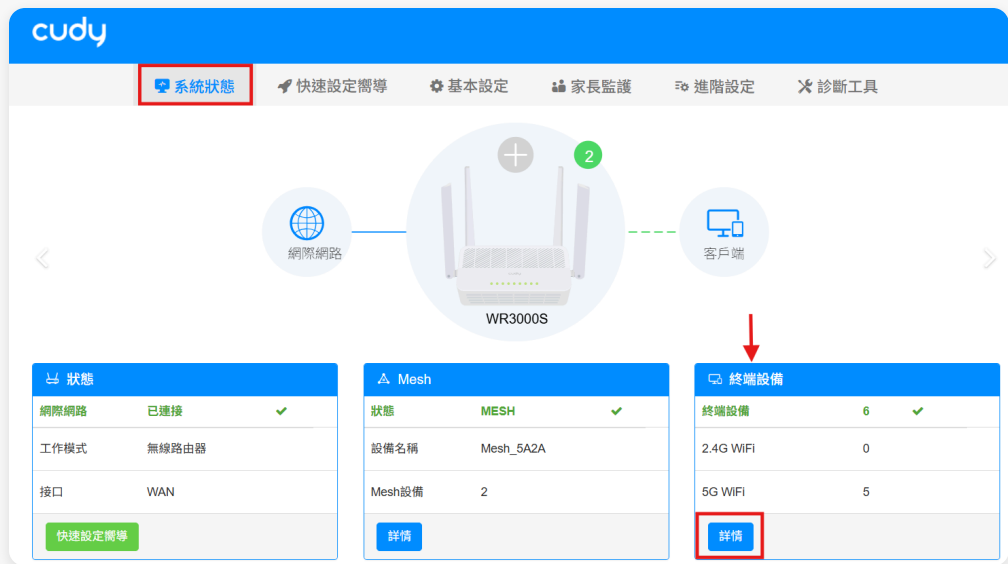 cudy
系統狀態 快速設定嚮導 基本設定 家長監護 進階設定 診斷工具
2
網際網路
客戶端
WR3000S
狀態
網際網路 已連接
工作模式 無線路由器
接口 WAN
快速設定嚮導
Mesh
狀態 MESH
設備名稱 Mesh_5A2A
Mesh設備 2
詳情
終端設備
終端設備 6
2.4G WiFi 0
5G WiFi 5
詳情